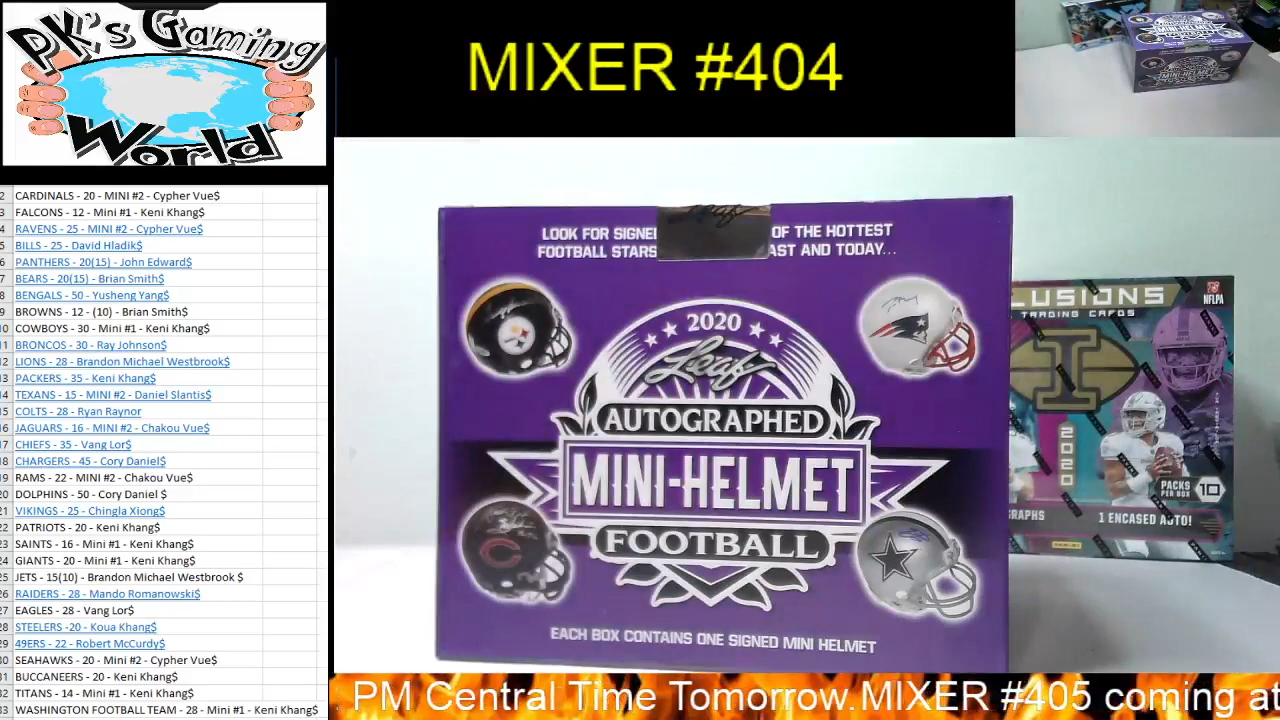 PK's Gaming
World
MIXER #404
2 CARDINALS - 20 - MINI #2 - Cypher Vue$
3 FALCONS - 12 - Mini #1 - Keni Khang$
4 RAVENS - 25 - MINI #2 - Cypher Vue$
5 BILLS - 25 - David Hladik$
6 PANTHERS - 20(15) - John Edward$
7 BEARS - 20(15) - Brian Smith$
8 BENGALS - 50 - Yusheng Yang$
9 BROWNS - 12 - (10) - Brian Smith$
10 COWBOYS - 30 - Mini #1 - Keni Khang$
11 BRONCOS - 30 - Ray Johnson$
12 LIONS - 28 - Brandon Michael Westbrook$
13 PACKERS - 35 - Keni Khang$
14 TEXANS - 15 - MINI #2 - Daniel Slantis$
15 COLTS - 28 - Ryan Raynor
16 JAGUARS - 16 - MINI #2 - Chakou Vue$
17 CHIEFS - 35 - Vang Lor$
18 CHARGERS - 45 - Cory Daniel$
19 RAMS - 22 - MINI #2 - Chakou Vue$
20 DOLPHINS - 50 - Cory Daniel $
21 VIKINGS - 25 - Chingla Xiong$
22 PATRIOTS - 20 - Keni Khang$
23 SAINTS - 16 - Mini #1 - Keni Khang$
24 GIANTS - 20 - Mini #1 - Keni Khang$
25 JETS - 15(10) - Brandon Michael Westbrook $
26 RAIDERS - 28 - Mando Romanowski$
27 EAGLES - 28 - Vang Lor$
28 STEELERS -20 - Koua Khang$
29 49ERS - 22 - Robert McCurdy$
30 SEAHAWKS - 20 - Mini #2 - Cypher Vue$
31 BUCCANEERS - 20 - Keni Khang$
32 TITANS - 14 - Mini #1 - Keni Khang$
33 WASHINGTON FOOTBALL TEAM - 28 - Mini #1 - Keni Khang$
MINI-HELMET
LOOK FOR SIGNED OF THE HOTTEST
FOOTBALL STARS AST AND TODAY...
2020
Leaf
AUTOGRAPHED
MINI-HELMET
FOOTBALL
EACH BOX CONTAINS ONE SIGNED MINI HELMET
LUSIONS
TRADING CARDS
NFLPA
I
2020
10 PACKS PER BOX
GRAPHS
1 ENCASED AUTO!
PM Central Time Tomorrow.MIXER #405 coming at